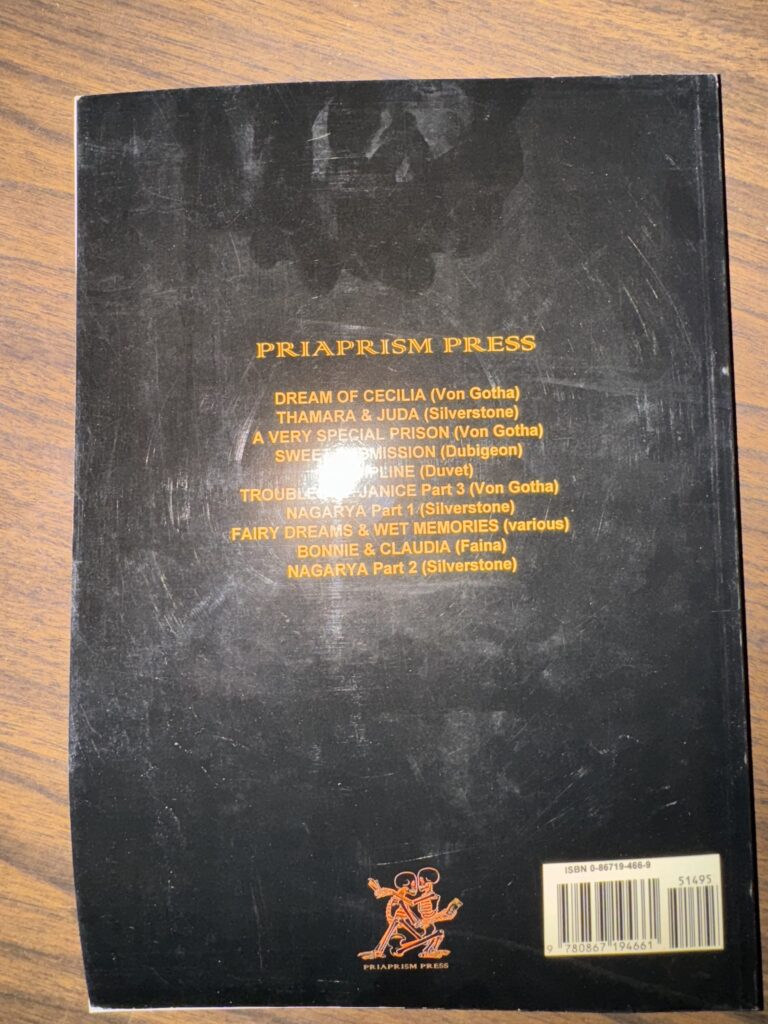 PRIAPRISM PRESS
DREAM OF CECILIA (Von Gotha)
THAMARA & JUDA (Silverstone)
A VERY SPECIAL PRISON (Von Gotha)
SWEET (Dubigeon)
(Duvet)
TROUBLE JANICE Part 3 (Von Gotha)
NAGARYA Part 1 (Silverstone)
FAIRY DREAMS & WET MEMORIES (various)
BONNIE & CLAUDIA (Faina)
NAGARYA Part 2 (Silverstone)
ISBN 0-86719-466-9
51495
9 780867 194661
PRIAPRISM PRESS